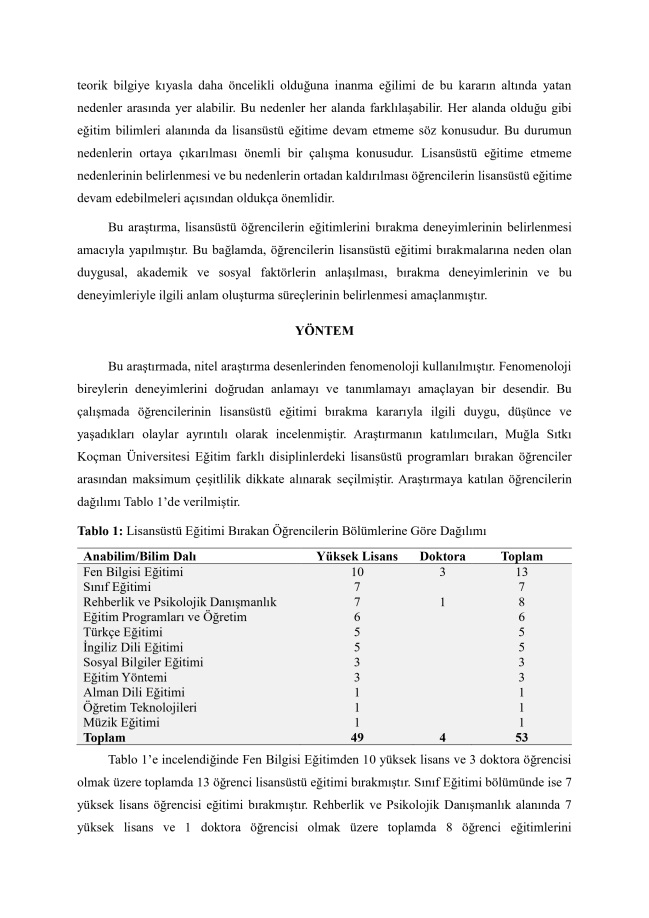 teorik bilgiye kıyasla daha öncelikli olduğuna inanma eğilimi de bu kararın altında yatan
nedenler arasında yer alabilir. Bu nedenler her alanda farklılaşabilir. Her alanda olduğu gibi
eğitim bilimleri alanında da lisansüstü eğitime devam etmeme söz konusudur. Bu durumun
nedenlerin ortaya çıkarılması önemli bir çalışma konusudur. Lisansüstü eğitime etmeme
nedenlerinin belirlenmesi ve bu nedenlerin ortadan kaldırılması öğrencilerin lisansüstü eğitime
devam edebilmeleri açısından oldukça önemlidir.
Bu araştırma, lisansüstü öğrencilerin eğitimlerini bırakma deneyimlerinin belirlenmesi
amacıyla yapılmıştır. Bu bağlamda, öğrencilerin lisansüstü eğitimi bırakmalarına neden olan
duygusal, akademik ve sosyal faktörlerin anlaşılması, bırakma deneyimlerinin ve bu
deneyimleriyle ilgili anlam oluşturma süreçlerinin belirlenmesi amaçlanmıştır.
YÖNTEM
Bu araştırmada, nitel araştırma desenlerinden fenomenoloji kullanılmıştır. Fenomenoloji
bireylerin deneyimlerini doğrudan anlamayı ve tanımlamayı amaçlayan bir desendir. Bu
çalışmada öğrencilerinin lisansüstü eğitimi bırakma kararıyla ilgili duygu, düşünce ve
yaşadıkları olaylar ayrıntılı olarak incelenmiştir. Araştırmanın katılımcıları, Muğla Sıtkı
Koçman Üniversitesi Eğitim farklı disiplinlerdeki lisansüstü programları bırakan öğrenciler
arasından maksimum çeşitlilik dikkate alınarak seçilmiştir. Araştırmaya katılan öğrencilerin
dağılımı Tablo 1’de verilmiştir.
Tablo 1: Lisansüstü Eğitimi Bırakan Öğrencilerin Bölümlerine Göre Dağılımı
Anabilim/Bilim Dalı Yüksek Lisans Doktora Toplam
Fen Bilgisi Eğitimi 10 3 13
Sınıf Eğitimi 7 7
Rehberlik ve Psikolojik Danışmanlık 7 1 8
Eğitim Programları ve Öğretim 6 6
Türkçe Eğitimi 5 5
İngiliz Dili Eğitimi 5 5
Sosyal Bilgiler Eğitimi 3 3
Eğitim Yöntemi 3 3
Alman Dili Eğitimi 1 1
Öğretim Teknolojileri 1 1
Müzik Eğitimi 1 1
Toplam 49 4 53
Tablo 1’e incelendiğinde Fen Bilgisi Eğitimden 10 yüksek lisans ve 3 doktora öğrencisi
olmak üzere toplamda 13 öğrenci lisansüstü eğitimi bırakmıştır. Sınıf Eğitimi bölümünde ise 7
yüksek lisans öğrencisi eğitimi bırakmıştır. Rehberlik ve Psikolojik Danışmanlık alanında 7
yüksek lisans ve 1 doktora öğrencisi olmak üzere toplamda 8 öğrenci eğitimlerini